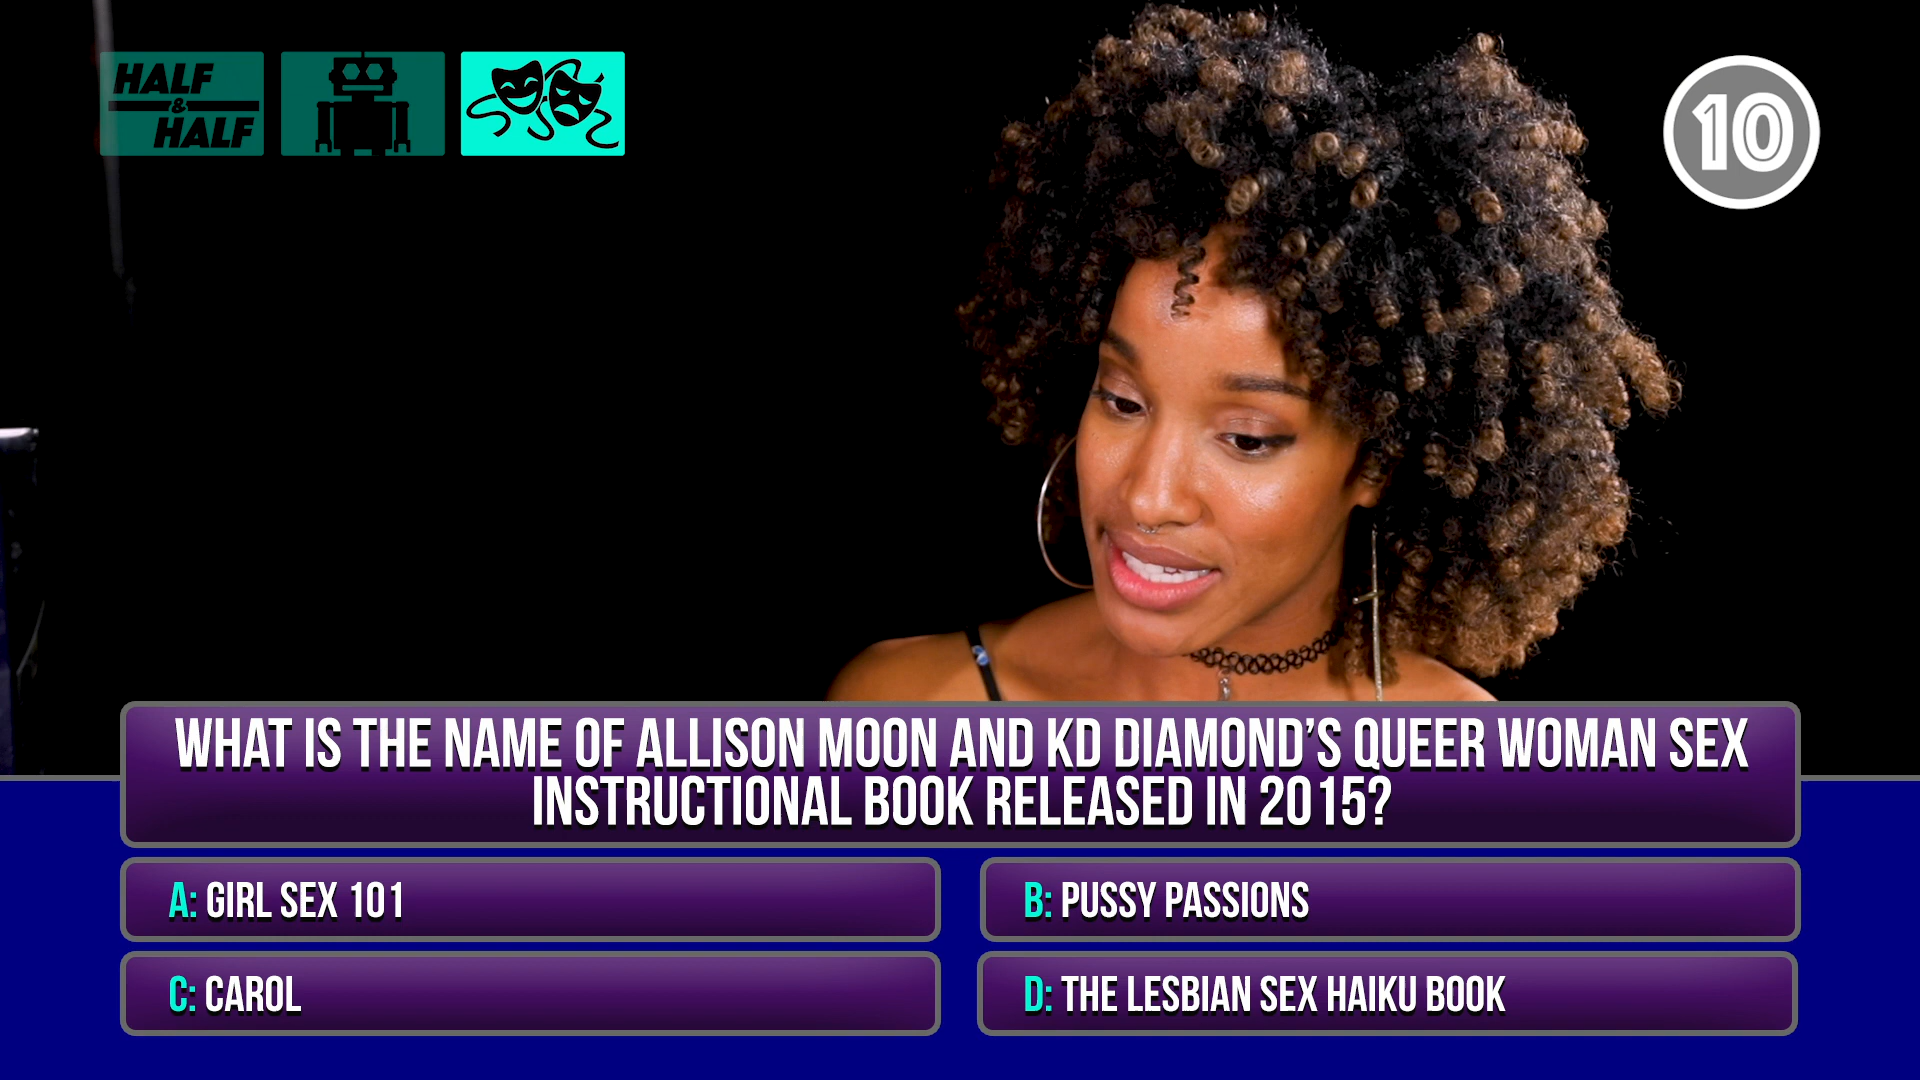 HALF
&
HALF
10
WHAT IS THE NAME OF ALLISON MOON AND KD DIAMOND’S QUEER WOMAN SEX
INSTRUCTIONAL BOOK RELEASED IN 2015?
A: GIRL SEX 101
B: PUSSY PASSIONS
C: CAROL
D: THE LESBIAN SEX HAIKU BOOK